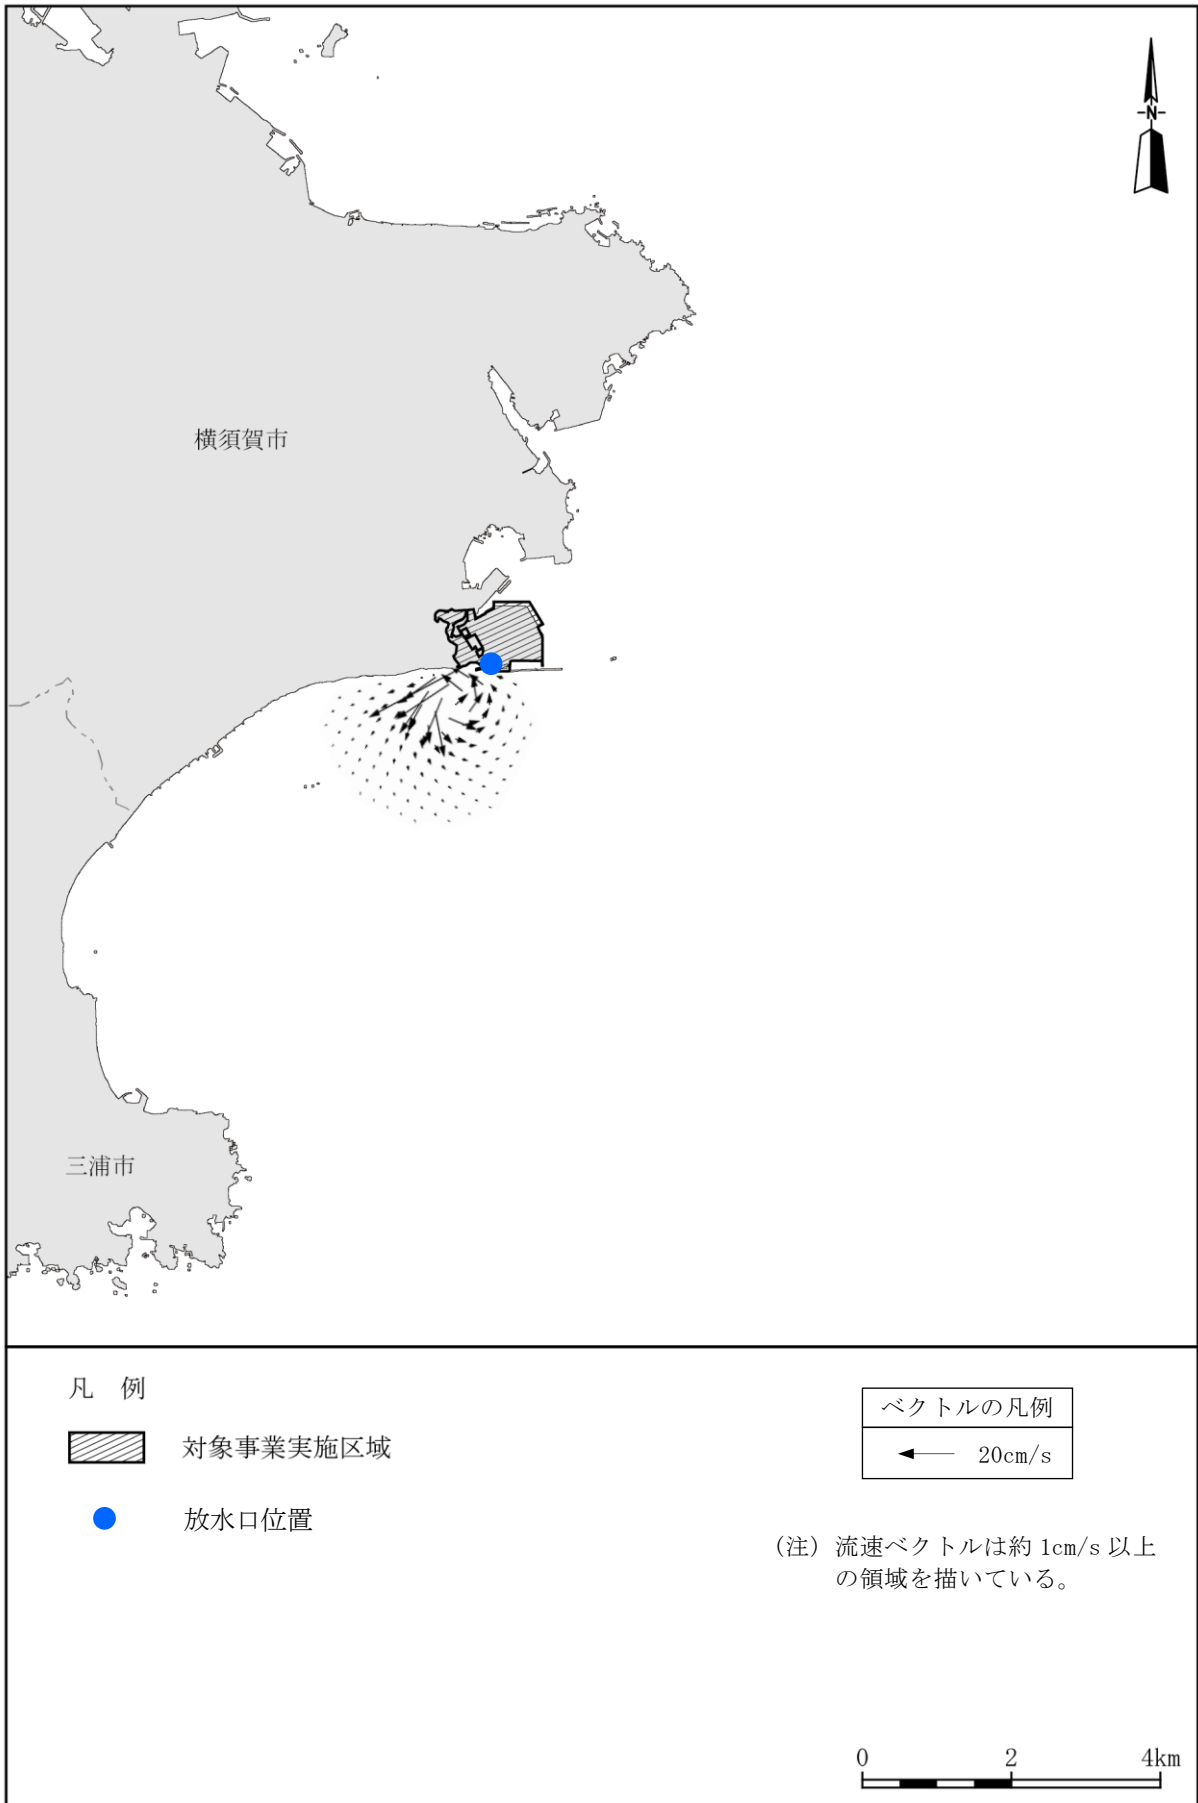 N
横須賀市
三浦市
凡 例
対象事業実施区域
放水口位置
ベクトルの凡例
20cm/s
（注）流速ベクトルは約 1cm/s 以上
の領域を描いている。
0 2 4km